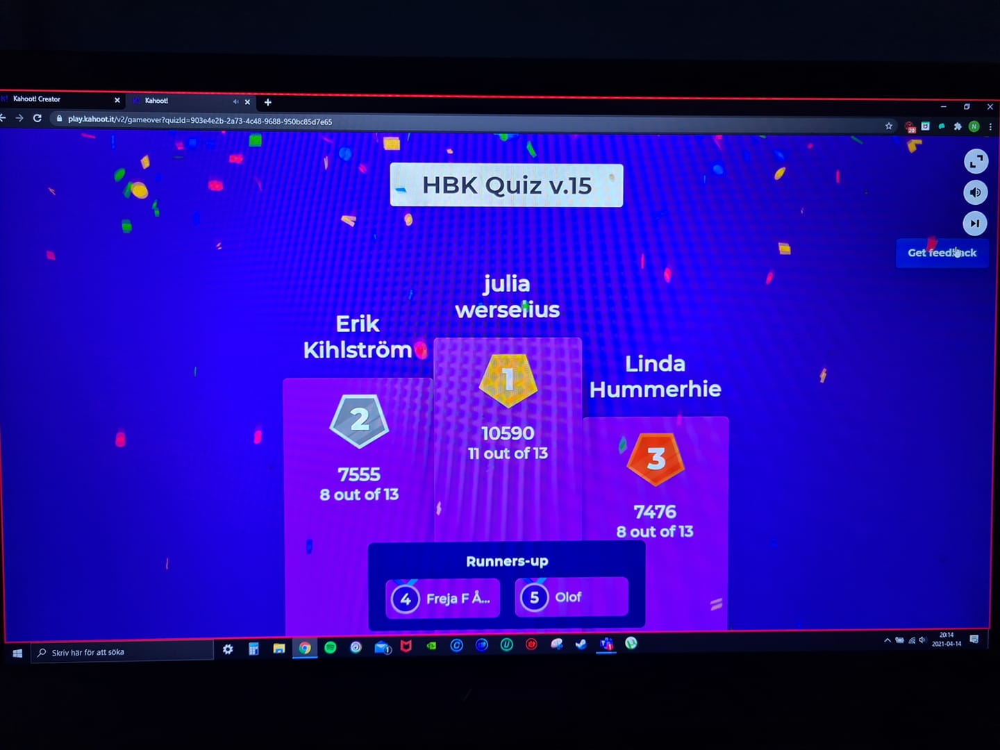 Kahoot! Creator
Kahoot!
play.kahoot.it/v2/gameover?quizId=903e4e2b-2a73-4c48-9688-950bc85d7e65
20
N
HBK Quiz v.15
Get feedback
julia
werselius
Erik
Kihlström
Linda
Hummerhie
1
10590
11 out of 13
2
7555
8 out of 13
3
7476
8 out of 13
Runners-up
4 Freja F Å...
5 Olof
Skriv här för att söka
20:14
2021-04-14